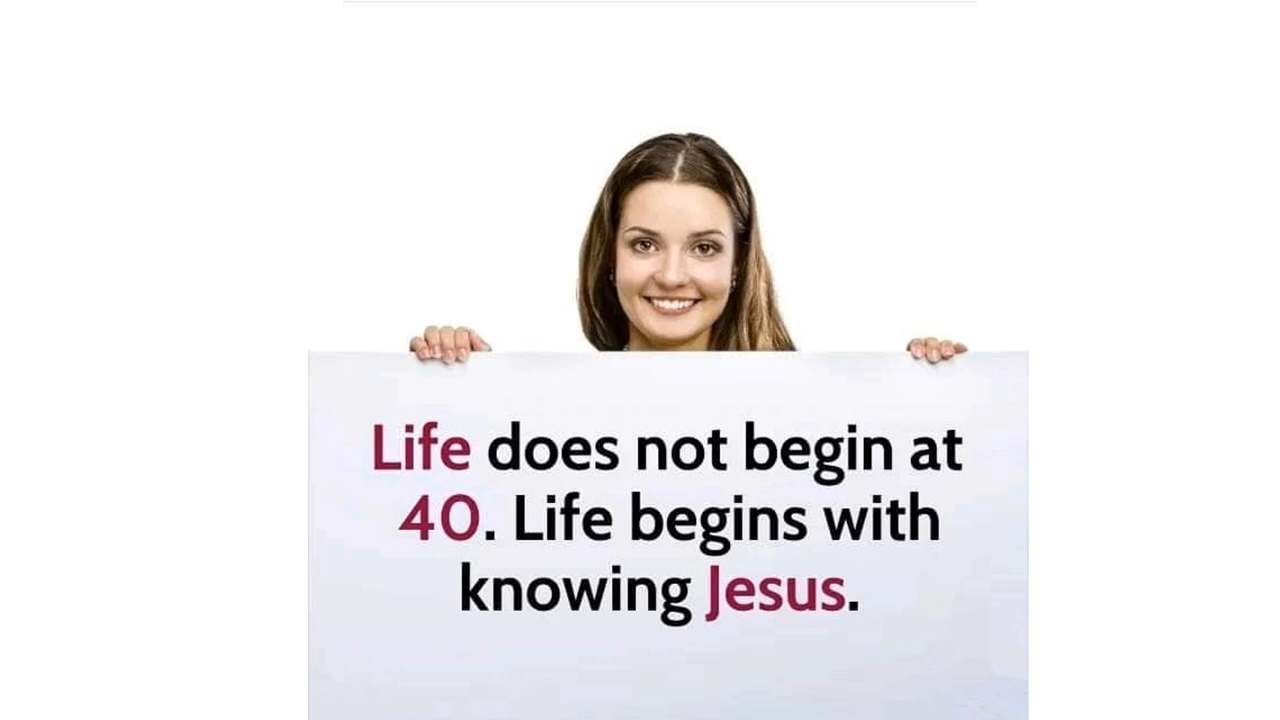 Life does not begin at
40. Life begins with
knowing Jesus.